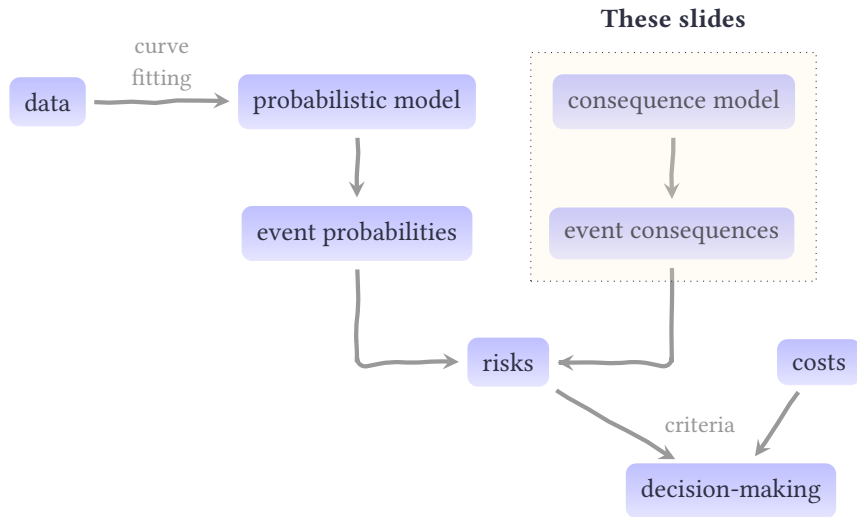 These slides
curve
fitting
data
probabilistic model
consequence model
event probabilities
event consequences
risks
costs
criteria
decision-making